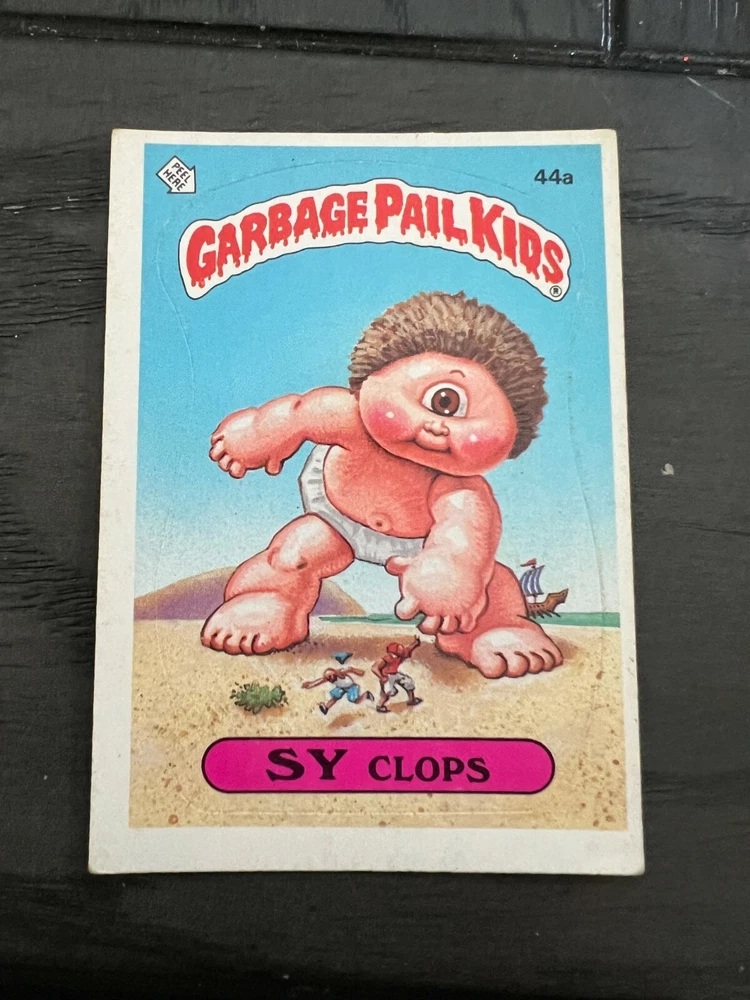 PEEL
HERE
44a
GARBAGE PAIL KIDS
®
SY CLOPS